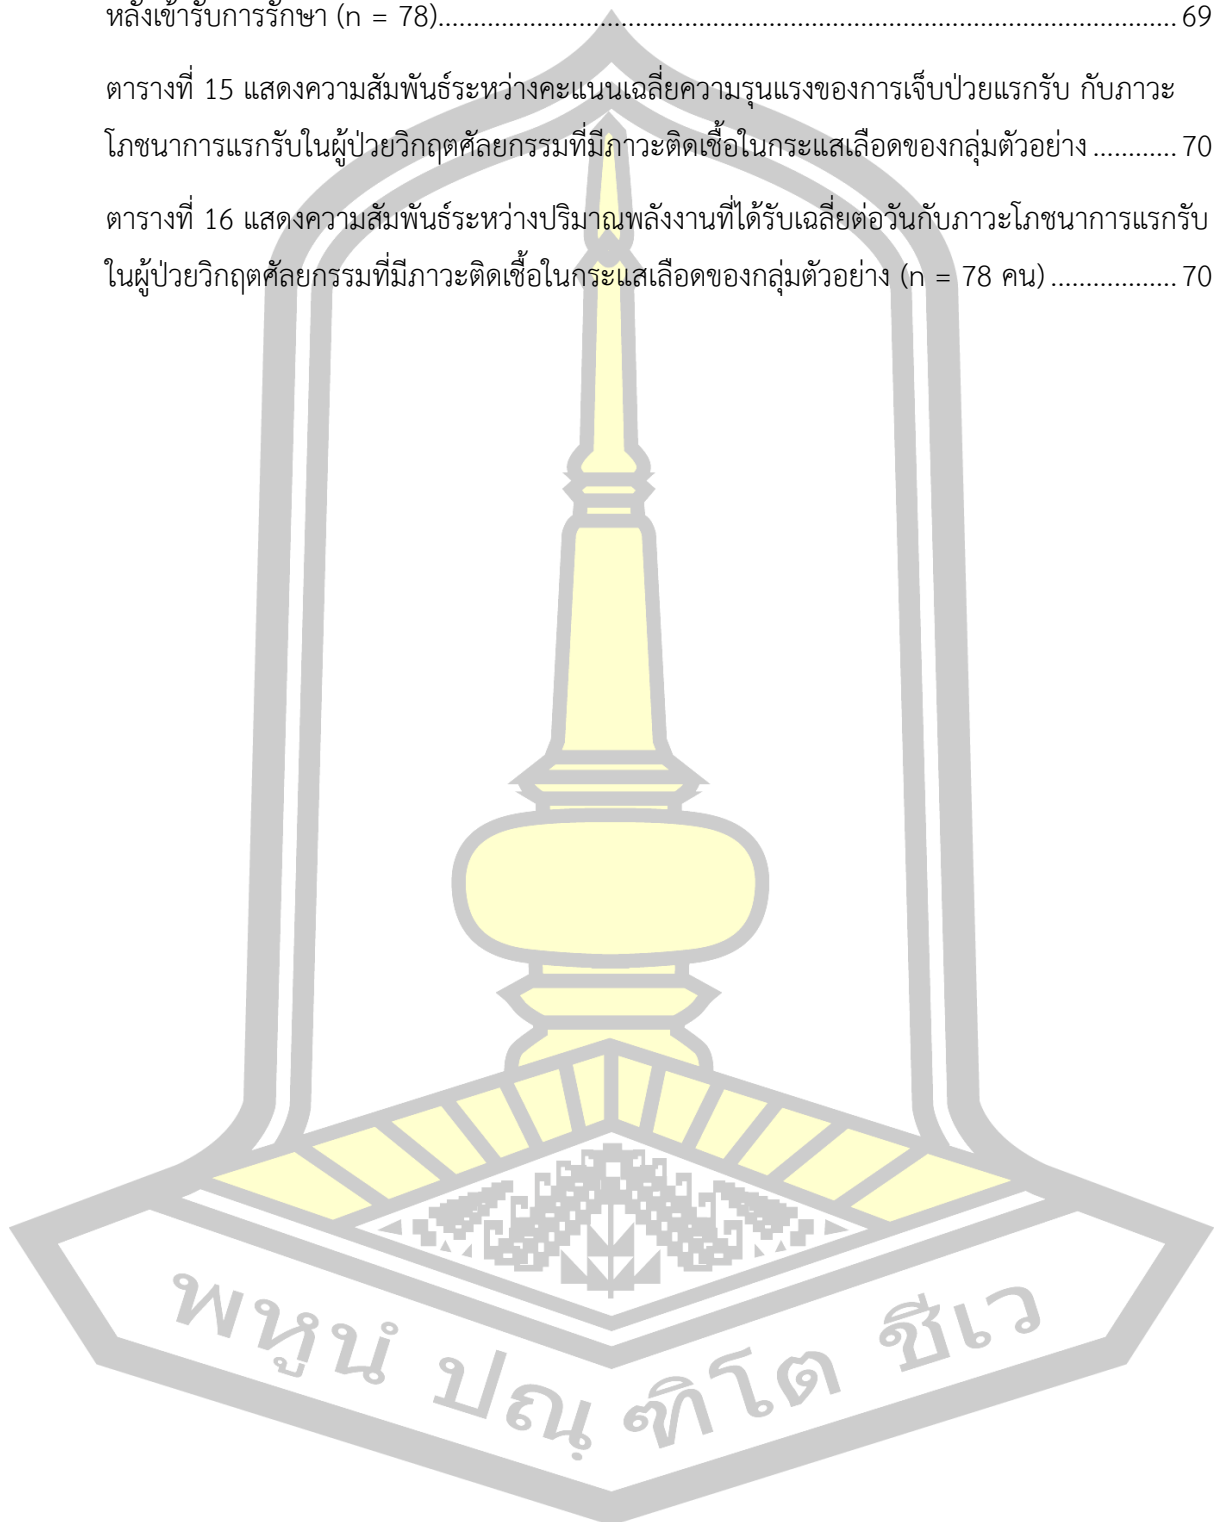 หลังเข้ารับการรักษา (n = 78)........................................................................................................... 69
ตารางที่ 15 แสดงความสัมพันธ์ระหว่างคะแนนเฉลี่ยความรุนแรงของการเจ็บป่วยแรกรับ กับภาวะ
โภชนาการแรกรับในผู้ป่วยวิกฤตศัลยกรรมที่มีภาวะติดเชื้อในกระแสเลือดของกลุ่มตัวอย่าง ............ 70
ตารางที่ 16 แสดงความสัมพันธ์ระหว่างปริมาณพลังงานที่ได้รับเฉลี่ยต่อวันกับภาวะโภชนาการแรกรับ
ในผู้ป่วยวิกฤตศัลยกรรมที่มีภาวะติดเชื้อในกระแสเลือดของกลุ่มตัวอย่าง (n = 78 คน) .................. 70
พหูนํ ปณฺ ฑิโต ชีเว